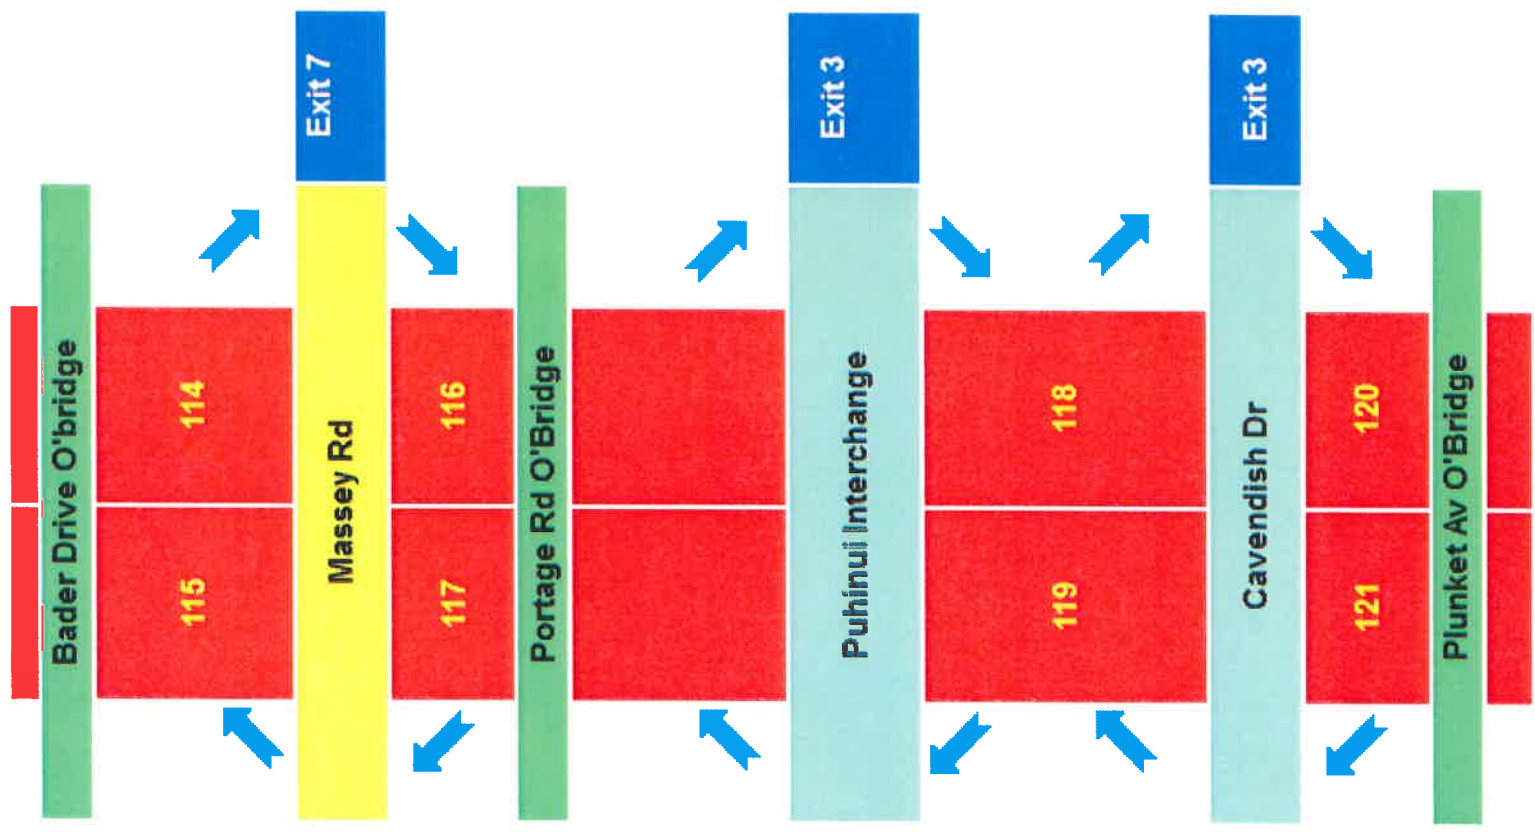 Bader Drive O'bridge
114
115
Exit 7
Massey Rd
116
117
Portage Rd O'Bridge
Exit 3
Puhinui Interchange
118
119
Exit 3
Cavendish Dr
120
121
Plunket Av O'Bridge